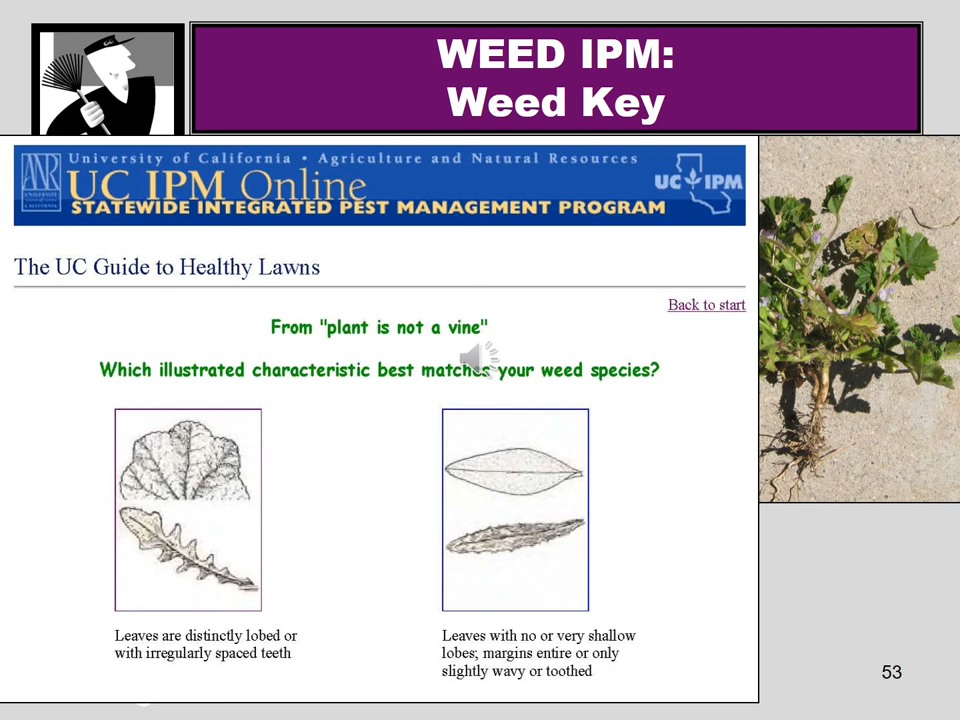 WEED IPM:
Weed Key
University of California • Agriculture and Natural Resources
ANR
UC IPM Online
UC IPM
STATEWIDE INTEGRATED PEST MANAGEMENT PROGRAM
The UC Guide to Healthy Lawns
Back to start
From "plant is not a vine"
Which illustrated characteristic best matches your weed species?
Leaves are distinctly lobed or
with irregularly spaced teeth
Leaves with no or very shallow
lobes; margins entire or only
slightly wavy or toothed
53